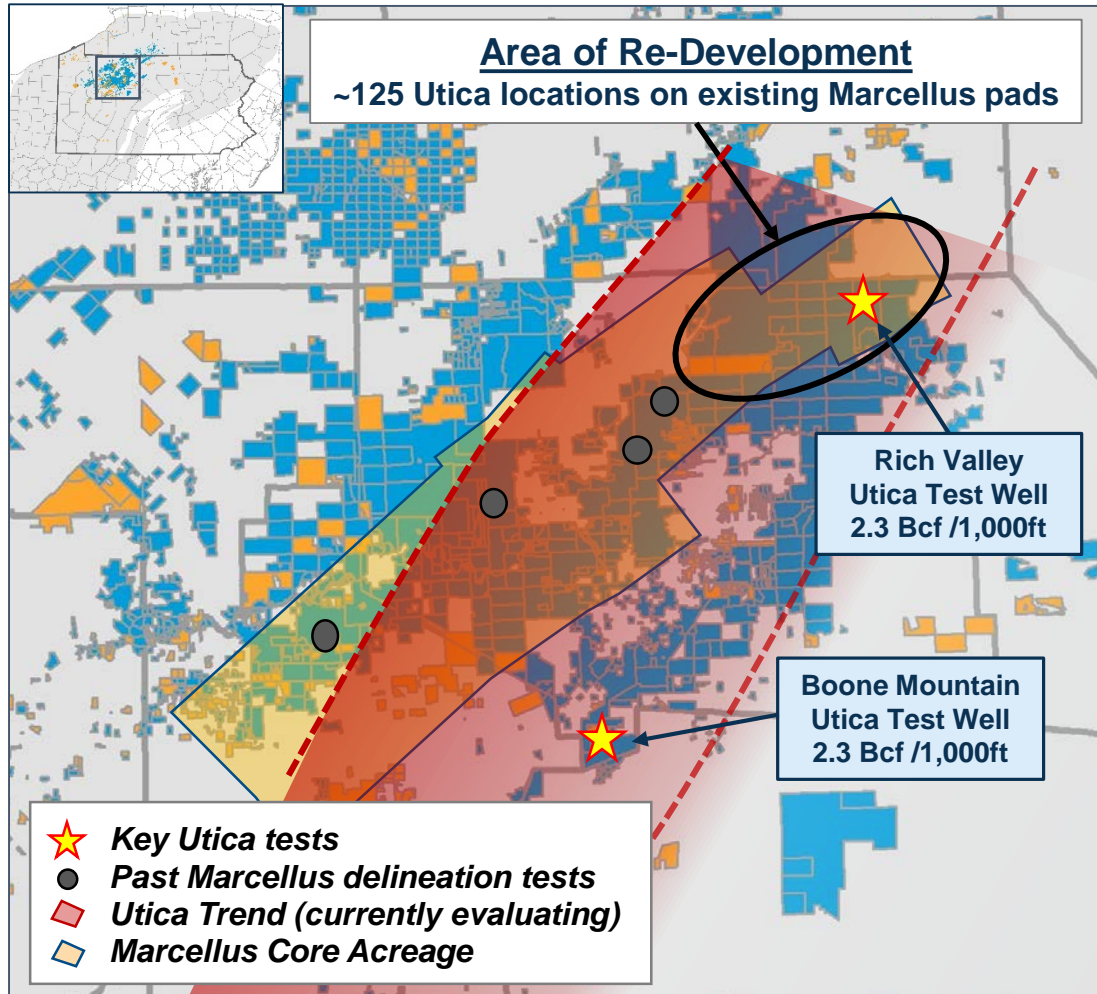 Area of Re-Development
~125 Utica locations on existing Marcellus pads
Rich Valley
Utica Test Well
2.3 Bcf /1,000ft
Boone Mountain
Utica Test Well
2.3 Bcf /1,000ft
Key Utica tests
Past Marcellus delineation tests
Utica Trend (currently evaluating)
Marcellus Core Acreage